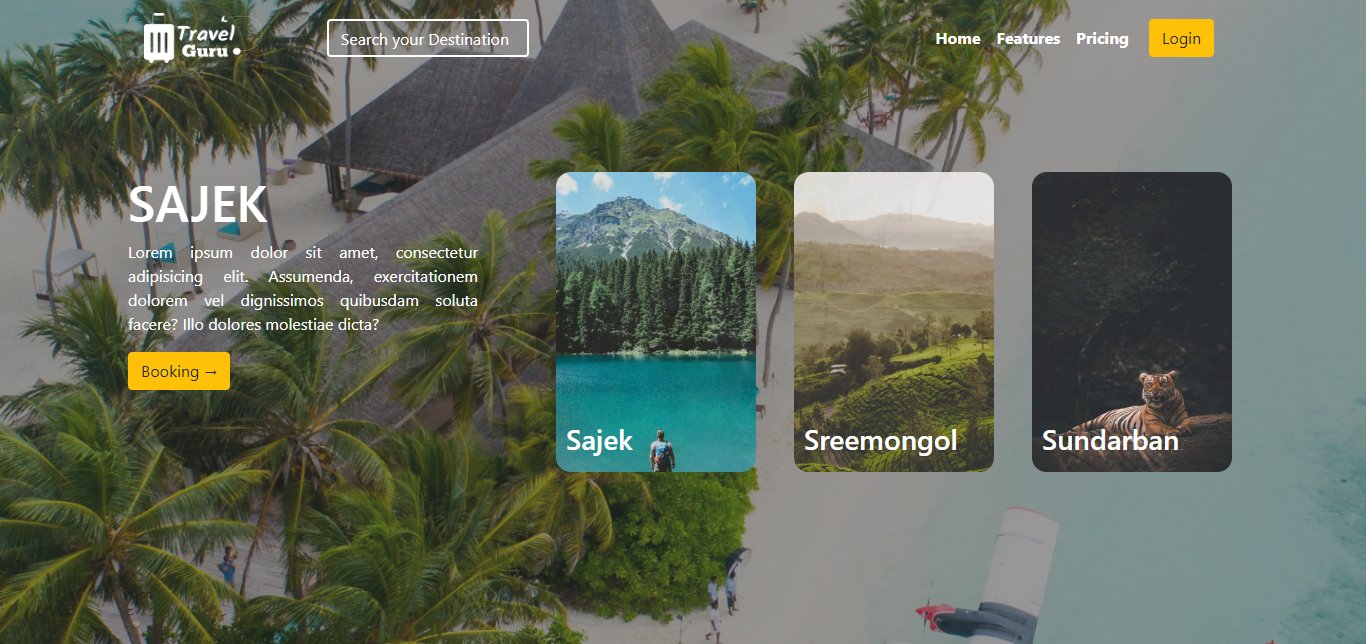 Travel
Guru
Search your Destination
Home Features Pricing Login
SAJEK
Lorem ipsum dolor sit amet, consectetur
adipisicing elit. Assumenda, exercitationem
dolorem vel dignissimos quibusdam soluta
facere? Illo dolores molestiae dicta?
Booking →
Sajek
Sreemongol
Sundarban